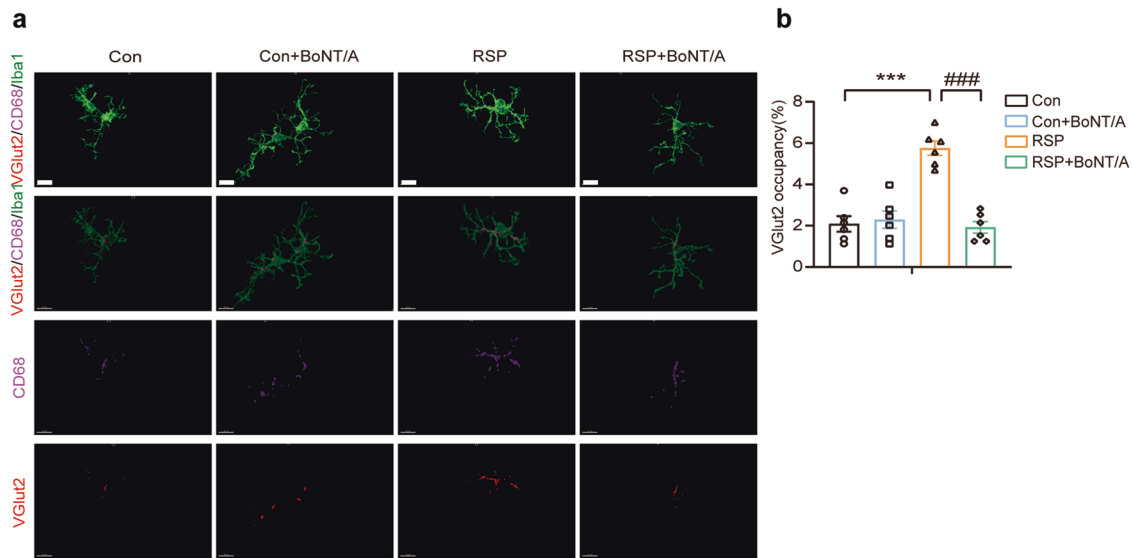 a
b
Con
Con+BoNT/A
RSP
RSP+BoNT/A
VGlut2/CD68/Iba1
VGlut2/CD68/Iba1
CD68
VGlut2
***
###
VGlut2 occupancy(%)
8
6
4
2
0
Con
Con+BoNT/A
RSP
RSP+BoNT/A